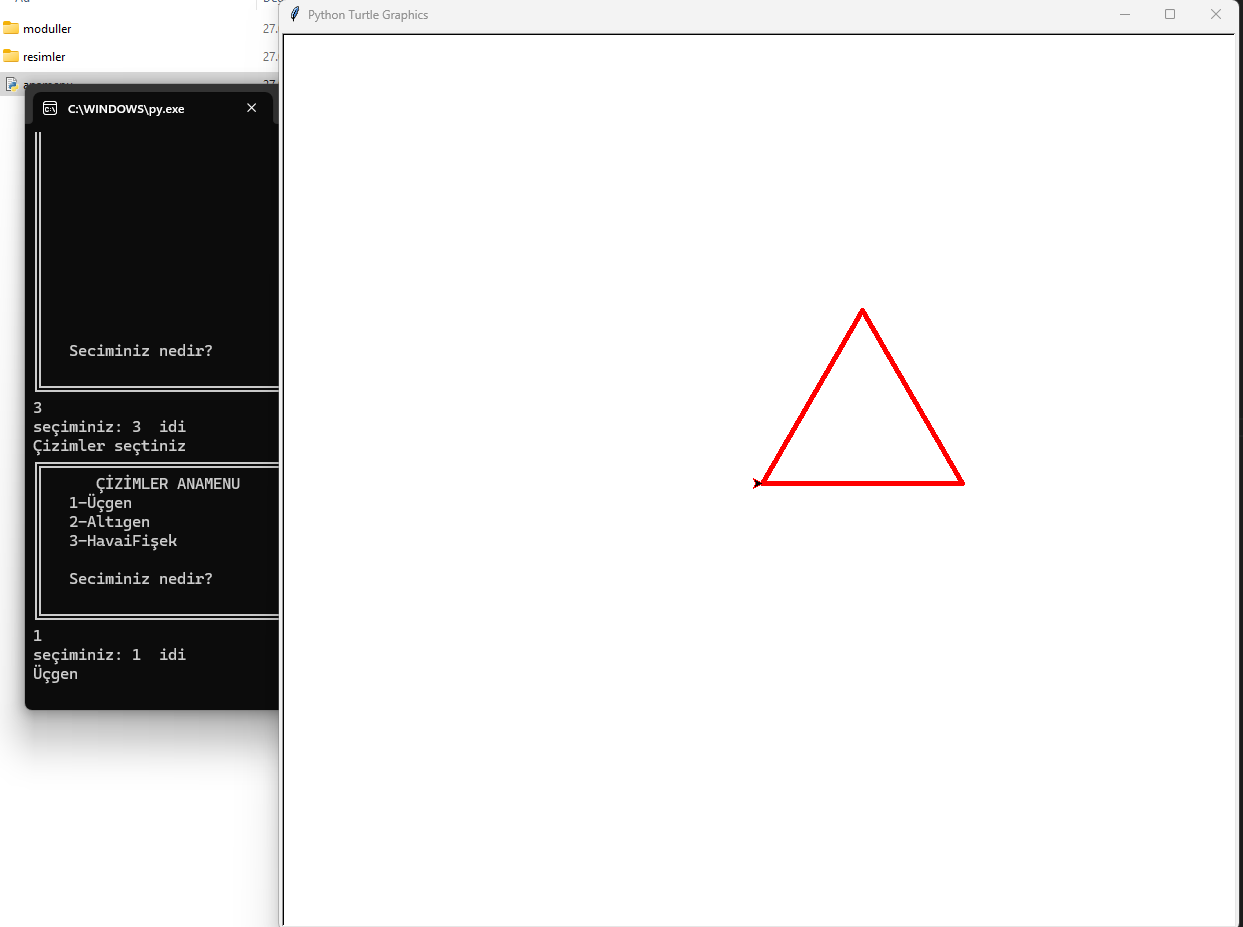 Python Turtle Graphics
moduller
27.
resimler
27.
C:\WINDOWS\py.exe
Seciminiz nedir?
3
seçiminiz: 3  idi
Çizimler seçtiniz
ÇİZİMLER ANAMENU
1-Üçgen
2-Altıgen
3-HavaiFişek
Seciminiz nedir?
1
seçiminiz: 1  idi
Üçgen